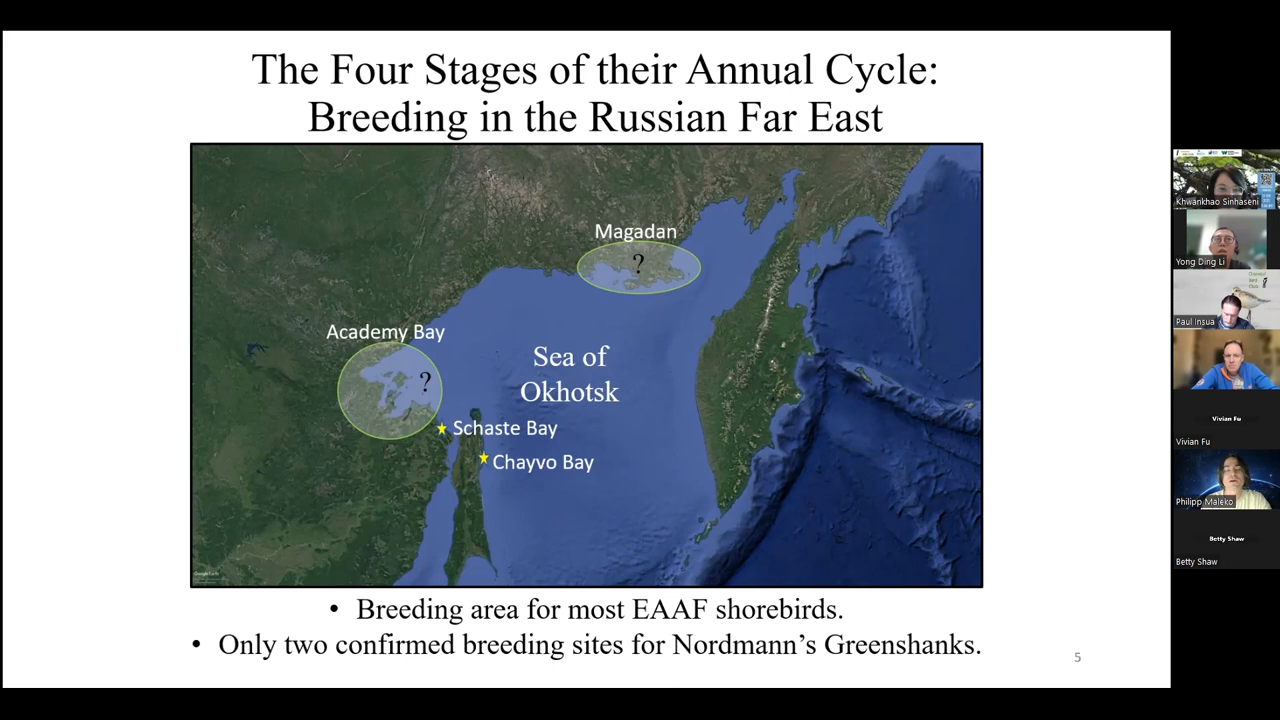 The Four Stages of their Annual Cycle:
Breeding in the Russian Far East
Magadan
?
Academy Bay
?
Sea of
Okhotsk
Schaste Bay
Chayvo Bay
• Breeding area for most EAAF shorebirds.
• Only two confirmed breeding sites for Nordmann's Greenshanks.
5
Khwankhao Sinhaseni
Yong Ding Li
Paul Insua
Vivian Fu
Vivian Fu
Philipp Maleko
Betty Shaw
Betty Shaw